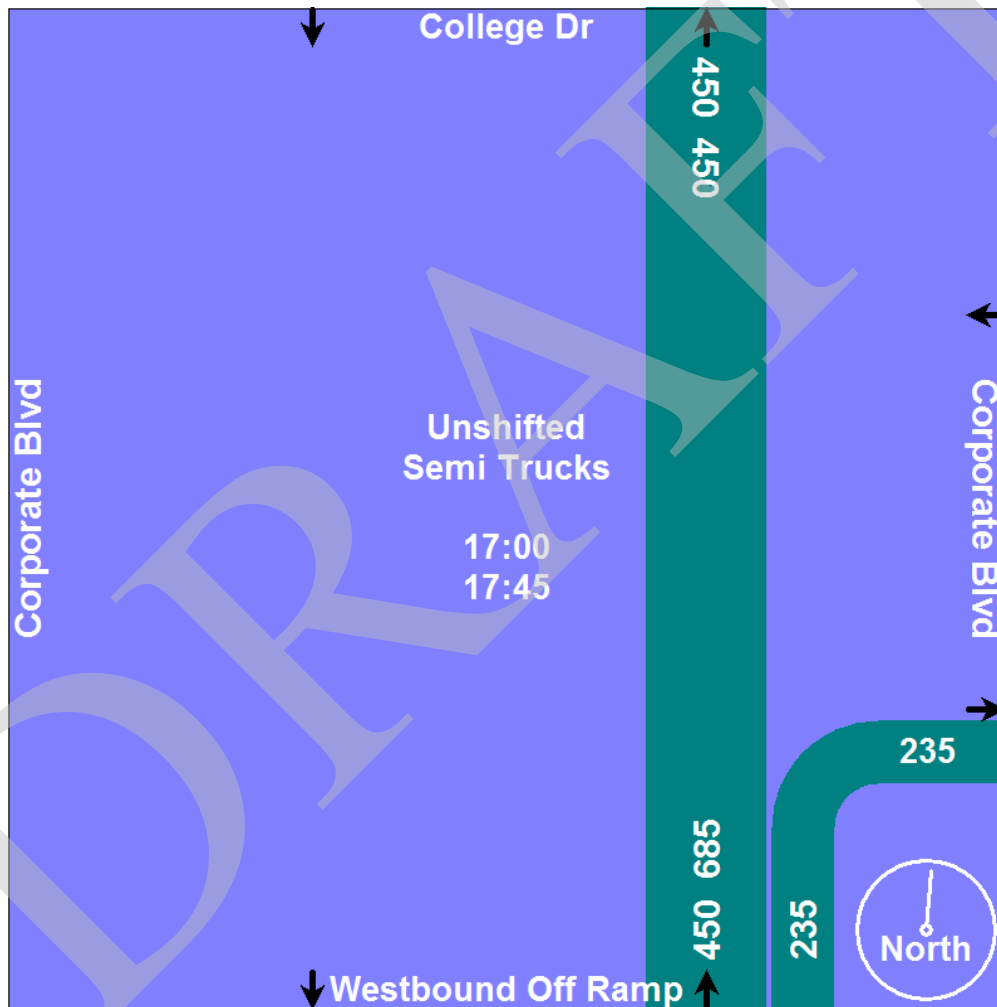 College Dr
450 450
Corporate Blvd
Unshifted
Semi Trucks
17:00
17:45
Corporate Blvd
235
450 685
235
North
Westbound Off Ramp
DRAFT